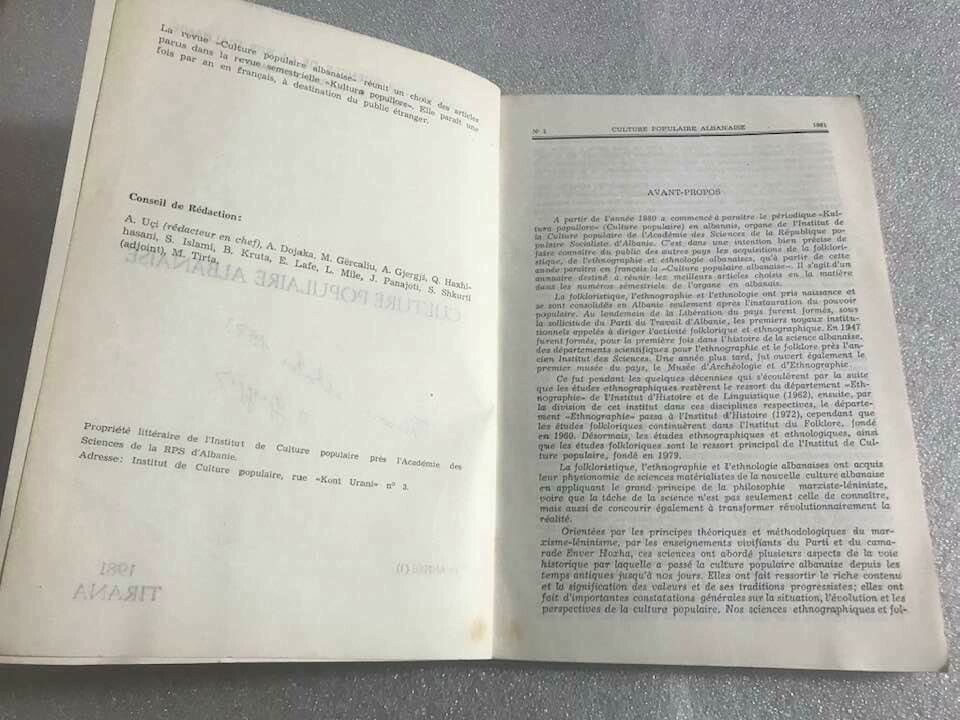 La revue «Culture populaire albanaise» réunit un choix des articles
parus dans la revue semestrielle «Kultura popullore». Elle paraît une
fois par an en français, à destination du public étranger.
Conseil de Rédaction:
A. Uçi (rédacteur en chef), A. Dojaka, M. Gërcaliu, A. Gjergji, Q. Haxhi-
hasani, S. Islami, B. Kruta, E. Lafe, L. Mile, J. Panajoti, S. Shkurti
(adjoint), M. Tirta,
CULTURE POPULAIRE ALBANAISE
Propriété littéraire de l'Institut de Culture populaire près l'Académie des
Sciences de la RPS d'Albanie.
Adresse: Institut de Culture populaire, rue «Kont Urani» nº 3.
1981
TIRANA
Nº 1 CULTURE POPULAIRE ALBANAISE 1981
AVANT-PROPOS
A partir de l'année 1980 a commencé à paraître le périodique «Kul-
tura popullore» (Culture populaire) en albanais, organe de l'Institut de
la Culture populaire de l'Académie des Sciences de la République po-
pulaire Socialiste d'Albanie. C'est dans une intention bien précise de
faire connaître du public des autres pays les acquisitions de la folklori-
stique, de l'ethnographie et ethnologie albanaises, qu'à partir de cette
année paraîtra en français la «Culture populaire albanaise». Il s'agit d'un
annuaire destiné à réunir les meilleurs articles choisis en la matière
dans les numéros semestriels de l'organe en albanais.
La folkloristique, l'ethnographie et l'ethnologie ont pris naissance et
se sont consolidés en Albanie seulement après l'instauration du pouvoir
populaire. Au lendemain de la Libération du pays furent formés, sous
la sollicitude du Parti du Travail d'Albanie, les premiers noyaux institu-
tionnels appelés à diriger l'activité folklorique et ethnographique. En 1947
furent formés, pour la première fois dans l'histoire de la science albanaise,
des départements scientifiques pour l'ethnographie et le folklore près l'an-
cien Institut des Sciences. Une année plus tard, fut ouvert également le
premier musée du pays, le Musée d'Archéologie et d'Ethnographie.
Ce fut pendant les quelques décennies qui s'écoulèrent par la suite
que les études ethnographiques restèrent le ressort du département «Eth-
nographie» de l'Institut d'Histoire et de Linguistique (1962), ensuite, par
la division de cet institut dans ces disciplines respectives, le départe-
ment «Ethnographie» passa à l'Institut d'Histoire (1972), cependant que
les études folkloriques continuèrent dans l'Institut du Folklore, fondé
en 1960. Désormais, les études ethnographiques et ethnologiques, ainsi
que les études folkloriques sont le ressort principal de l'Institut de Cul-
ture populaire, fondé en 1979.
La folkloristique, l'ethnographie et l'ethnologie albanaises ont acquis
leur physionomie de sciences matérialistes de la nouvelle culture albanaise
en appliquant le grand principe de la philosophie marxiste-léniniste,
voire que la tâche de la science n'est pas seulement celle de connaître,
mais aussi de concourir également à transformer révolutionnairement la
réalité.
Orientées par les principes théoriques et méthodologiques du mar-
xisme-léninisme, par les enseignements vivifiants du Parti et du cama-
rade Enver Hoxha, ces sciences ont abordé plusieurs aspects de la voie
historique par laquelle a passé la culture populaire albanaise depuis les
temps antiques jusqu'à nos jours. Elles ont fait ressortir le riche contenu
et la signification des valeurs et de ses traditions progressistes; elles ont
fait d'importantes constatations générales sur la situation, l'évolution et les
perspectives de la culture populaire. Nos sciences ethnographiques et fol-